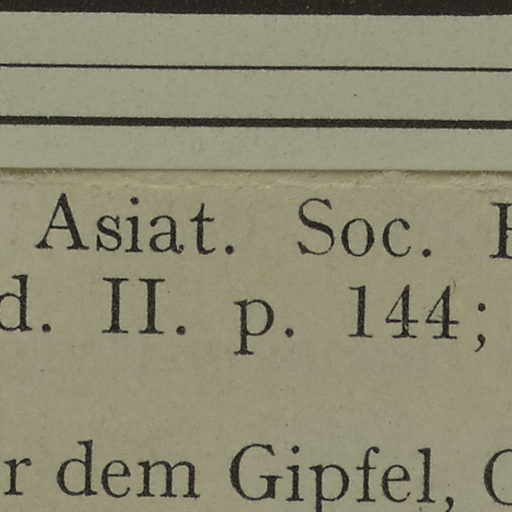 Asiat. Soc.
d. II. p. 144;
r dem Gipfel,